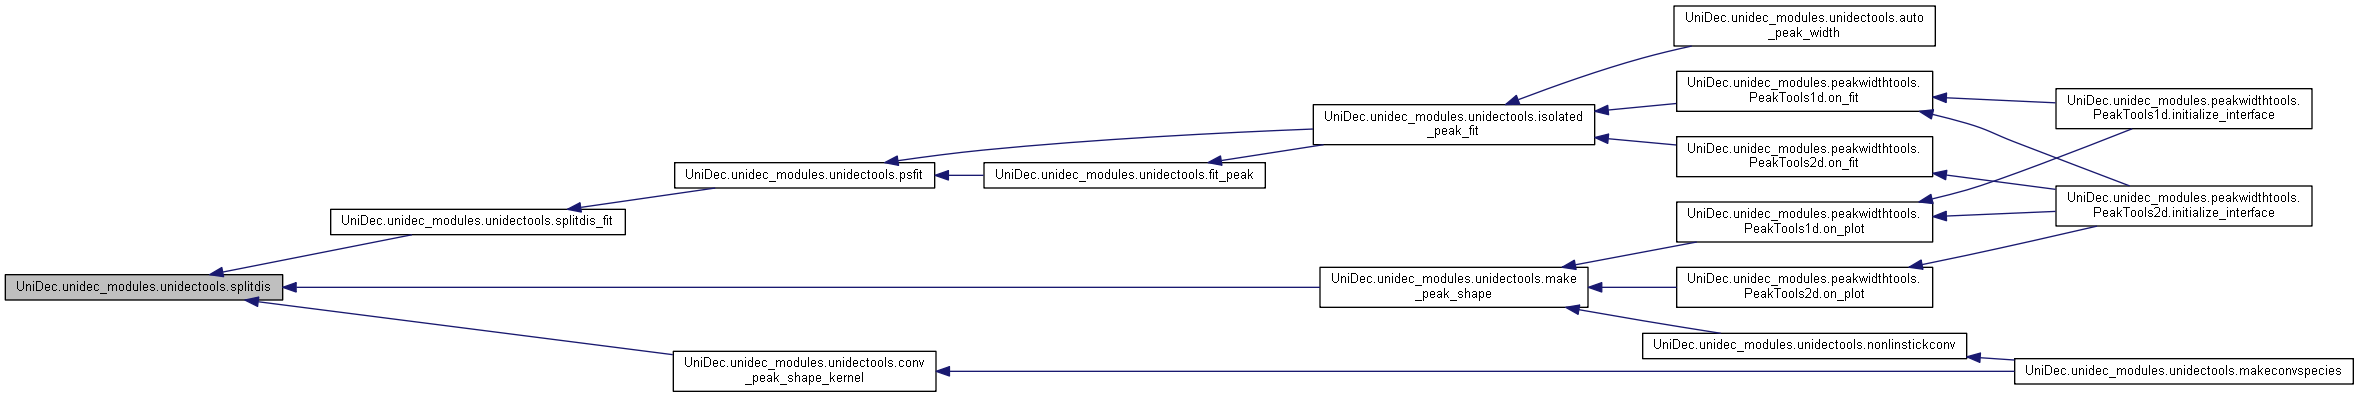 UniDec.unidec_modules.unidectools.auto
_peak_width
UniDec.unidec_modules.peakwidthtools.
PeakTools1d.on_fit
UniDec.unidec_modules.peakwidthtools.
PeakTools1d.initialize_interface
UniDec.unidec_modules.unidectools.isolated
_peak_fit
UniDec.unidec_modules.peakwidthtools.
PeakTools2d.on_fit
UniDec.unidec_modules.unidectools.psfit
UniDec.unidec_modules.unidectools.fit_peak
UniDec.unidec_modules.peakwidthtools.
PeakTools2d.initialize_interface
UniDec.unidec_modules.unidectools.splitdis_fit
UniDec.unidec_modules.peakwidthtools.
PeakTools1d.on_plot
UniDec.unidec_modules.unidectools.splitdis
UniDec.unidec_modules.unidectools.make
_peak_shape
UniDec.unidec_modules.peakwidthtools.
PeakTools2d.on_plot
UniDec.unidec_modules.unidectools.nonlinstickconv
UniDec.unidec_modules.unidectools.conv
_peak_shape_kernel
UniDec.unidec_modules.unidectools.makeconvspecies